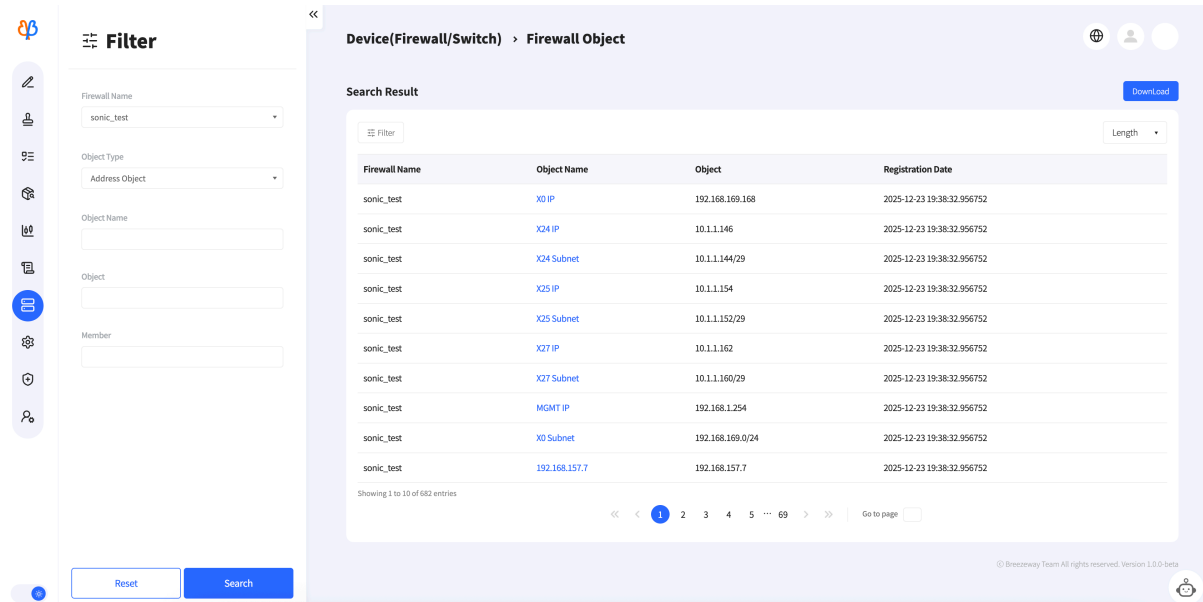 Filter
Firewall Name
sonic_test
Object Type
Address Object
Object Name
Object
Member
Reset
Search
Device(Firewall/Switch) › Firewall Object
Search Result
DownLoad
Filter
Length
Firewall Name Object Name Object Registration Date
sonic_test X0 IP 192.168.169.168 2025-12-23 19:38:32.956752
sonic_test X24 IP 10.1.1.146 2025-12-23 19:38:32.956752
sonic_test X24 Subnet 10.1.1.144/29 2025-12-23 19:38:32.956752
sonic_test X25 IP 10.1.1.154 2025-12-23 19:38:32.956752
sonic_test X25 Subnet 10.1.1.152/29 2025-12-23 19:38:32.956752
sonic_test X27 IP 10.1.1.162 2025-12-23 19:38:32.956752
sonic_test X27 Subnet 10.1.1.160/29 2025-12-23 19:38:32.956752
sonic_test MGMT IP 192.168.1.254 2025-12-23 19:38:32.956752
sonic_test X0 Subnet 192.168.169.0/24 2025-12-23 19:38:32.956752
sonic_test 192.168.157.7 192.168.157.7 2025-12-23 19:38:32.956752
Showing 1 to 10 of 682 entries
« ‹ 1 2 3 4 5 ··· 69 › » Go to page
© Breezeway Team All rights reserved. Version 1.0.0-beta